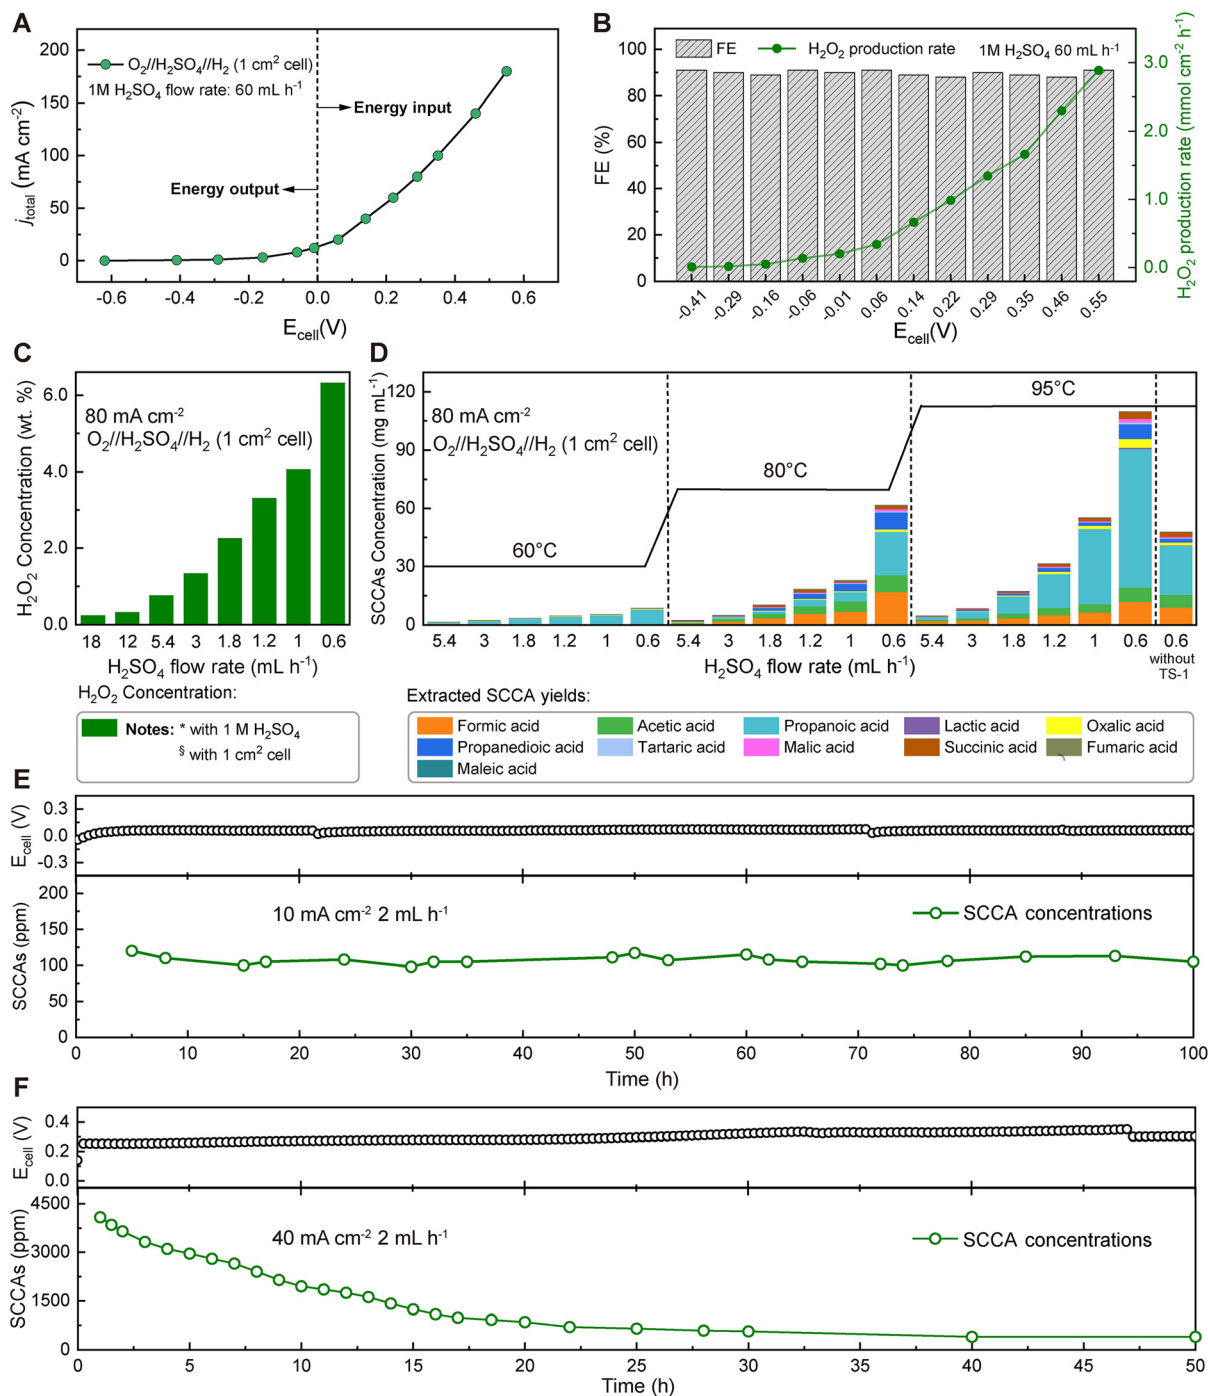 A
200
150
100
50
0
j_total (mA cm⁻²)
O₂//H₂SO₄//H₂ (1 cm² cell)
1M H₂SO₄ flow rate: 60 mL h⁻¹
Energy input
Energy output
-0.6 -0.4 -0.2 0.0 0.2 0.4 0.6
E_cell(V)
B
100
80
60
40
20
0
FE (%)
FE
H₂O₂ production rate
1M H₂SO₄ 60 mL h⁻¹
3.0
2.0
1.0
0.0
H₂O₂ production rate (mmol cm⁻² h⁻¹)
-0.41 -0.29 -0.16 -0.06 -0.01 0.06 0.14 0.22 0.29 0.35 0.46 0.55
E_cell(V)
C
6.0
4.0
2.0
0.0
H₂O₂ Concentration (wt. %)
80 mA cm⁻²
O₂//H₂SO₄//H₂ (1 cm² cell)
18 12 5.4 3 1.8 1.2 1 0.6
H₂SO₄ flow rate (mL h⁻¹)
D
120
90
60
30
0
SCCAs Concentration (mg mL⁻¹)
80 mA cm⁻²
O₂//H₂SO₄//H₂ (1 cm² cell)
60°C
80°C
95°C
5.4 3 1.8 1.2 1 0.6 5.4 3 1.8 1.2 1 0.6 5.4 3 1.8 1.2 1 0.6 0.6
without
TS-1
H₂SO₄ flow rate (mL h⁻¹)
H₂O₂ Concentration:
Notes: * with 1 M H₂SO₄
§ with 1 cm² cell
Extracted SCCA yields:
Formic acid Acetic acid Propanoic acid Lactic acid Oxalic acid
Propanedioic acid Tartaric acid Malic acid Succinic acid Fumaric acid
Maleic acid
E
0.3
0.0
-0.3
E_cell (V)
200
150
100
50
0
SCCAs (ppm)
10 mA cm⁻² 2 mL h⁻¹
SCCA concentrations
0 10 20 30 40 50 60 70 80 90 100
Time (h)
F
0.4
0.2
0.0
E_cell (V)
4500
3000
1500
0
SCCAs (ppm)
40 mA cm⁻² 2 mL h⁻¹
SCCA concentrations
0 5 10 15 20 25 30 35 40 45 50
Time (h)